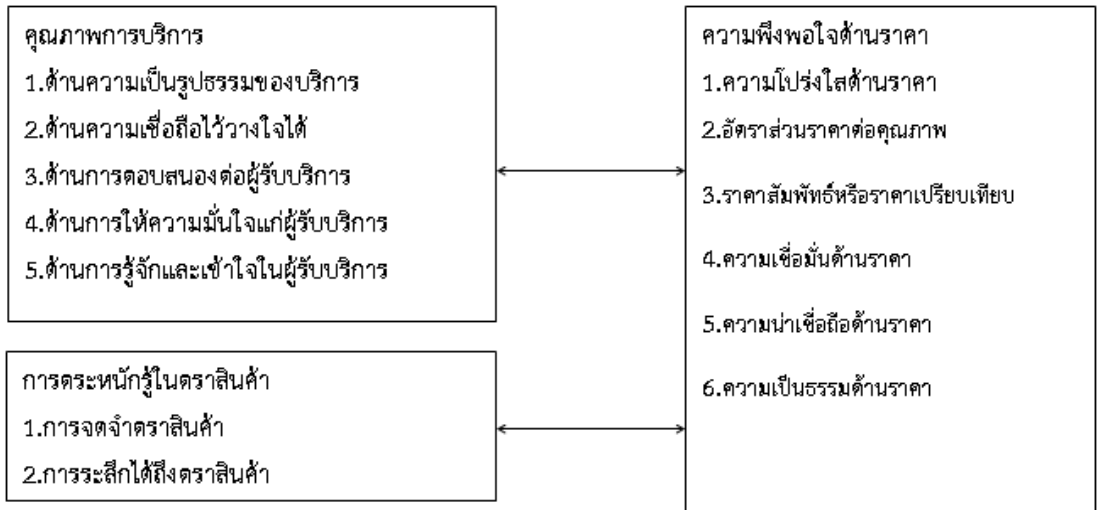 คุณภาพการบริการ
1.ด้านความเป็นรูปธรรมของบริการ
2.ด้านความเชื่อถือไว้วางใจได้
3.ด้านการตอบสนองต่อผู้รับบริการ
4.ด้านการให้ความมั่นใจแก่ผู้รับบริการ
5.ด้านการรู้จักและเข้าใจในผู้รับบริการ
การตระหนักรู้ในตราสินค้า
1.การจดจำตราสินค้า
2.การระลึกได้ถึงตราสินค้า
ความพึงพอใจด้านราคา
1.ความโปร่งใสด้านราคา
2.อัตราส่วนราคาต่อคุณภาพ
3.ราคาสัมพัทธ์หรือราคาเปรียบเทียบ
4.ความเชื่อมั่นด้านราคา
5.ความน่าเชื่อถือด้านราคา
6.ความเป็นธรรมด้านราคา